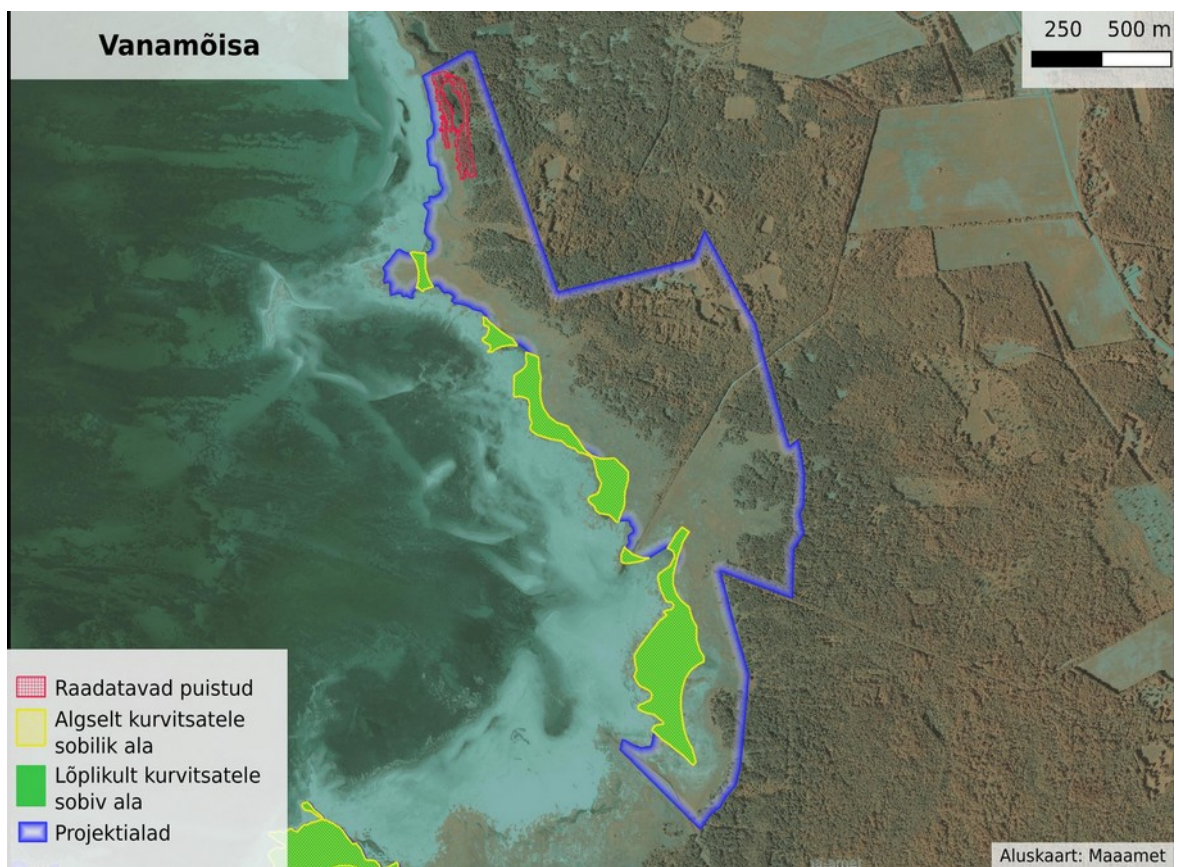 Vanamõisa
250 500 m
Raadatavad puistud
Algselt kurvitsatele
sobilik ala
Lõplikult kurvitsatele
sobiv ala
Projektialad
Aluskaart: Maaamet